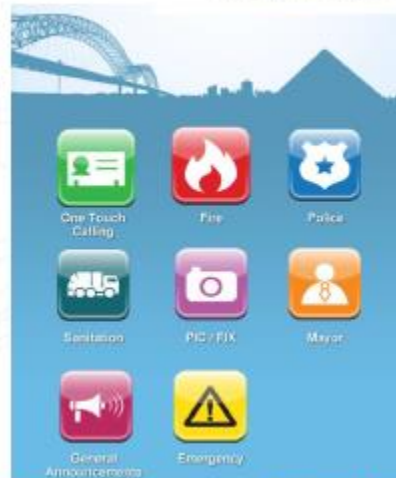 One Touch
Calling
Fire
Police
Sanitation
PIC / FIX
Mayor
General
Announcements
Emergency